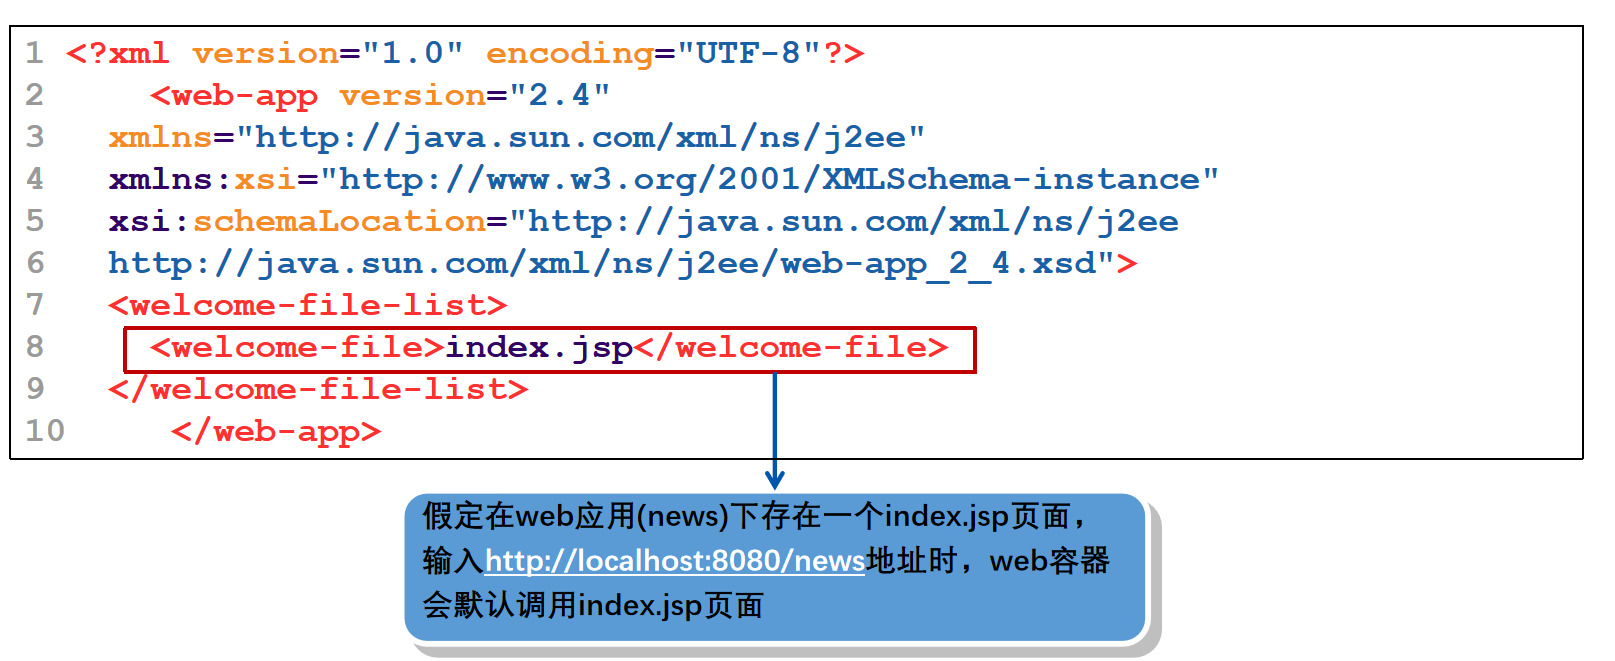 1 <?xml version="1.0" encoding="UTF-8"?>
2 <web-app version="2.4"
3 xmlns="http://java.sun.com/xml/ns/j2ee"
4 xmlns:xsi="http://www.w3.org/2001/XMLSchema-instance"
5 xsi:schemaLocation="http://java.sun.com/xml/ns/j2ee
6 http://java.sun.com/xml/ns/j2ee/web-app_2_4.xsd">
7 <welcome-file-list>
8 <welcome-file>index.jsp</welcome-file>
9 </welcome-file-list>
10 </web-app>
假定在web应用(news)下存在一个index.jsp页面，
输入http://localhost:8080/news地址时，web容器
会默认调用index.jsp页面